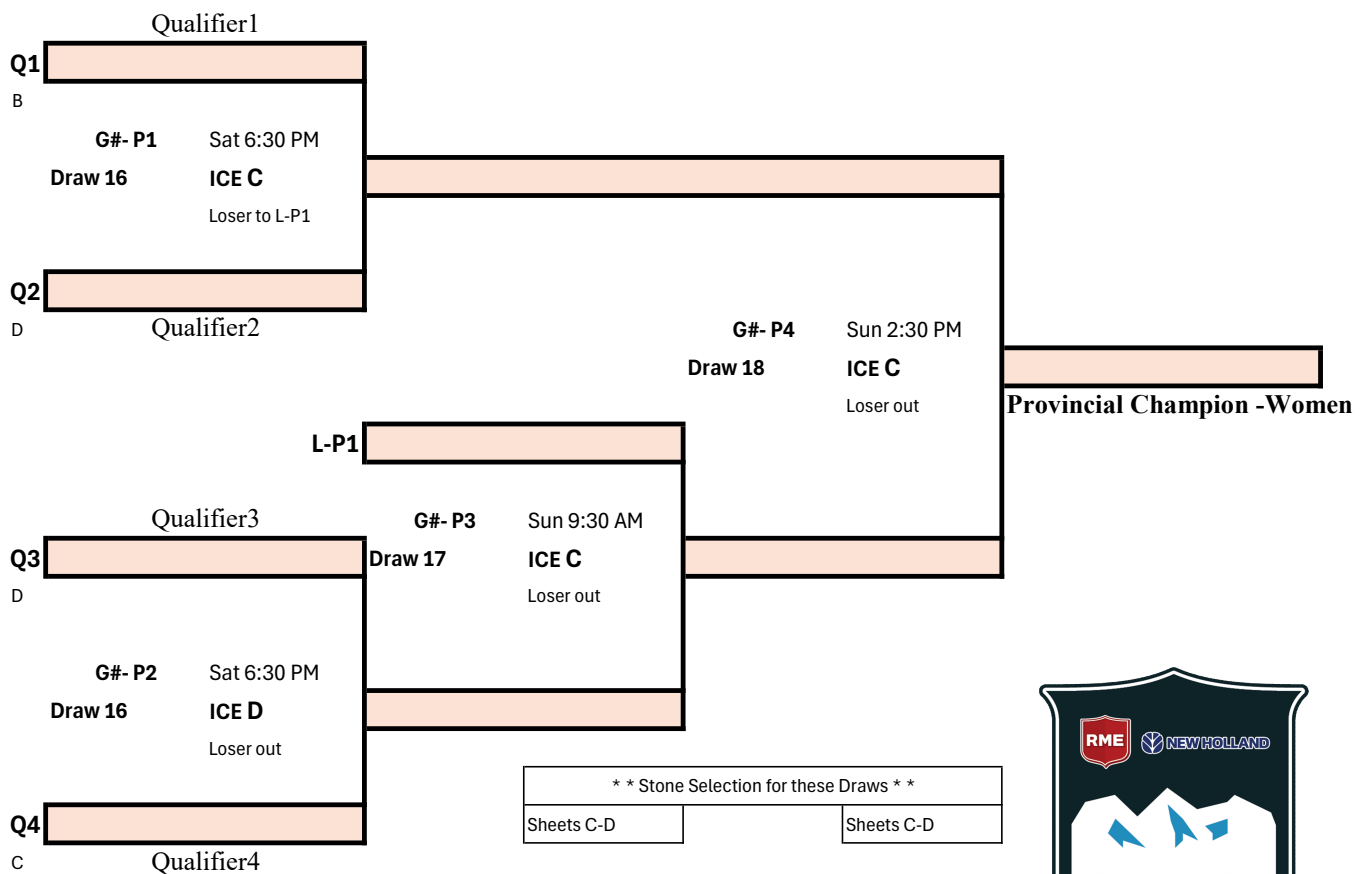 Qualifier1
Q1
B
G#- P1 Sat 6:30 PM
Draw 16 ICE C
Loser to L-P1
Q2
D Qualifier2
G#- P4 Sun 2:30 PM
Draw 18 ICE C
Loser out
Provincial Champion -Women
L-P1
Qualifier3
G#- P3 Sun 9:30 AM
Q3
Draw 17 ICE C
D
Loser out
G#- P2 Sat 6:30 PM
Draw 16 ICE D
Loser out
RME NEW HOLLAND
* * Stone Selection for these Draws * *
Sheets C-D Sheets C-D
Q4
C Qualifier4